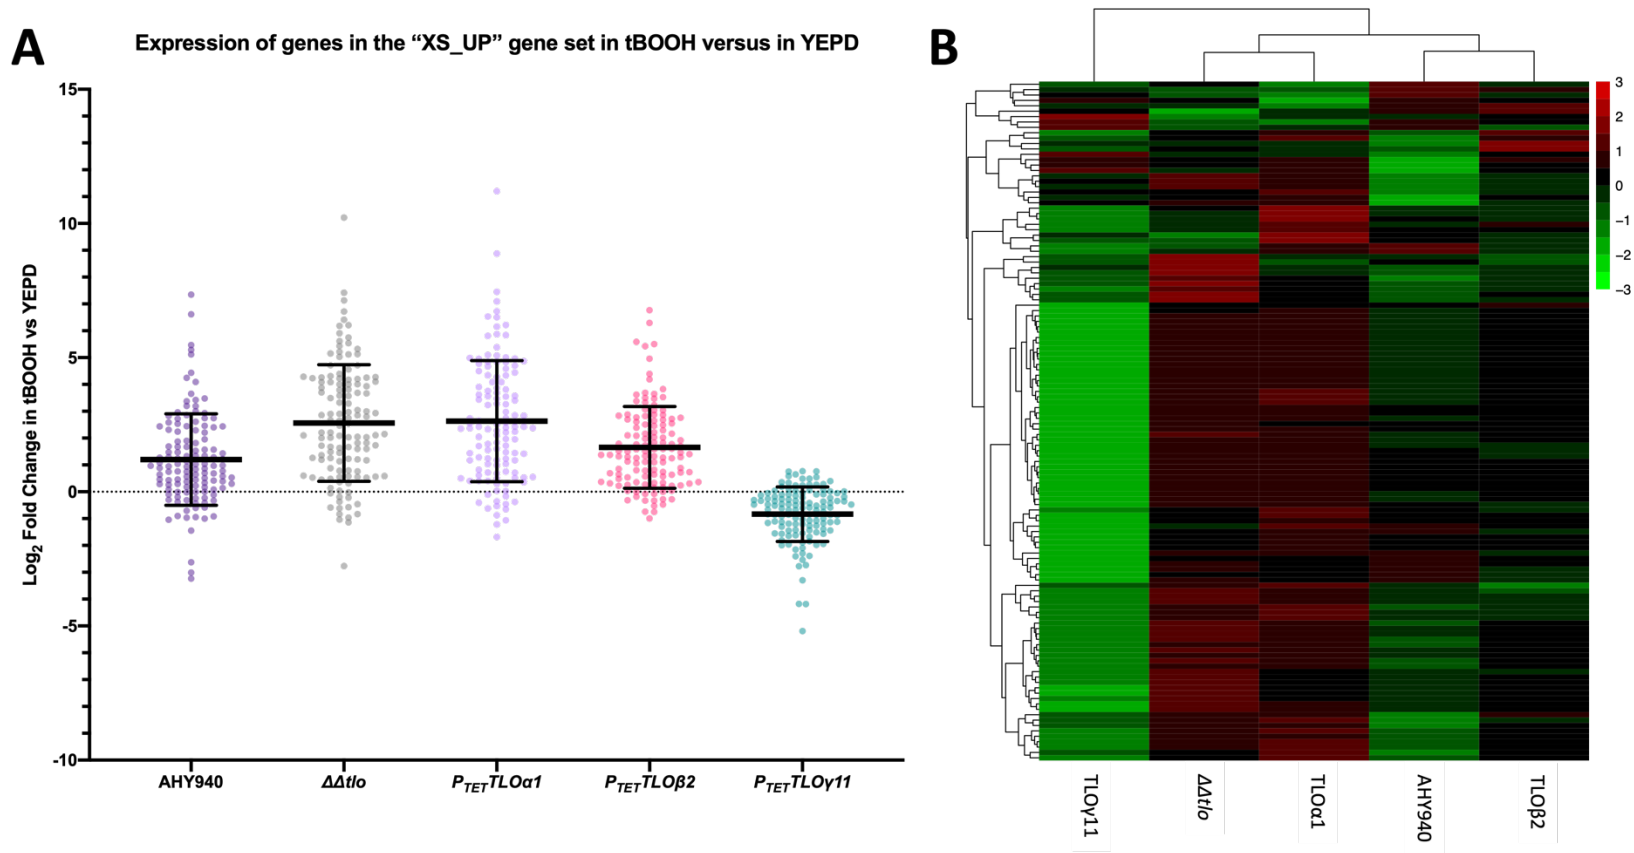 A
Expression of genes in the “XS_UP” gene set in tBOOH versus in YEPD
Log2 Fold Change in tBOOH vs YEPD
15
10
5
0
-5
-10
AHY940
ΔΔtlo
PTETTLOα1
PTETTLOβ2
PTETTLOγ11
B
3
2
1
0
−1
−2
−3
TLOγ11
ΔΔtlo
TLOα1
AHY940
TLOβ2